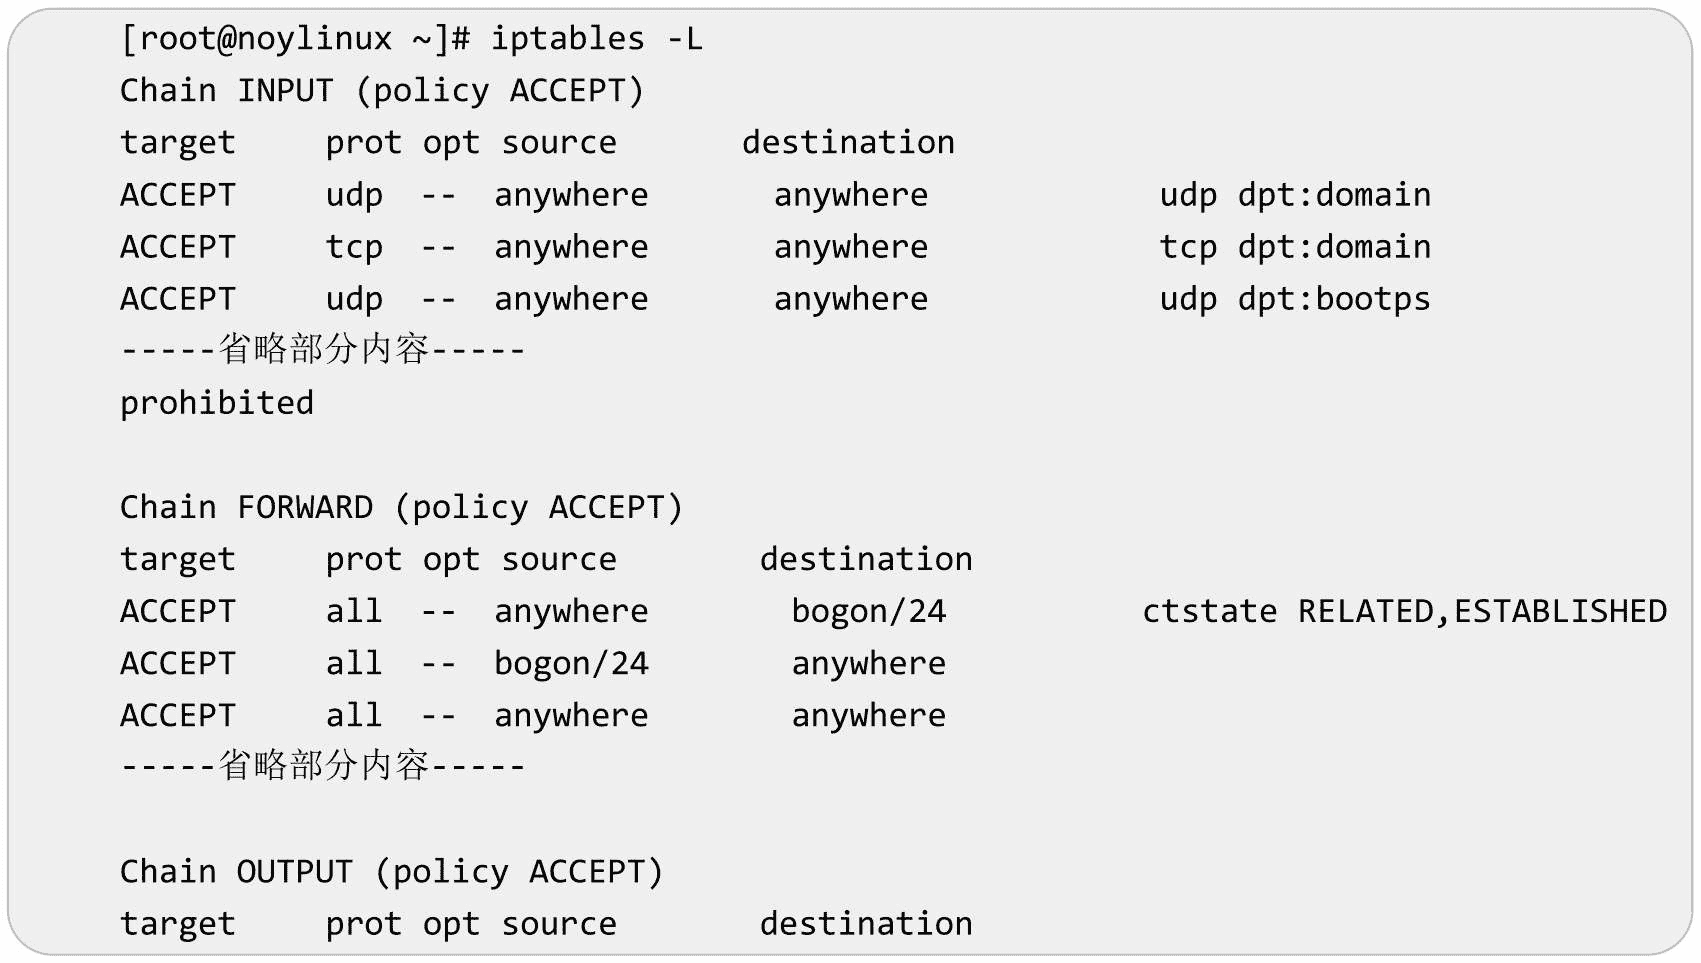 [root@noylinux ~]# iptables -L
Chain INPUT (policy ACCEPT)
target     prot opt source       destination
ACCEPT     udp  --  anywhere       anywhere             udp dpt:domain
ACCEPT     tcp  --  anywhere       anywhere             tcp dpt:domain
ACCEPT     udp  --  anywhere       anywhere             udp dpt:bootps
-----省略部分内容-----
prohibited
Chain FORWARD (policy ACCEPT)
target     prot opt source        destination
ACCEPT     all  --  anywhere        bogon/24           ctstate RELATED,ESTABLISHED
ACCEPT     all  --  bogon/24        anywhere
ACCEPT     all  --  anywhere        anywhere
-----省略部分内容-----
Chain OUTPUT (policy ACCEPT)
target     prot opt source        destination